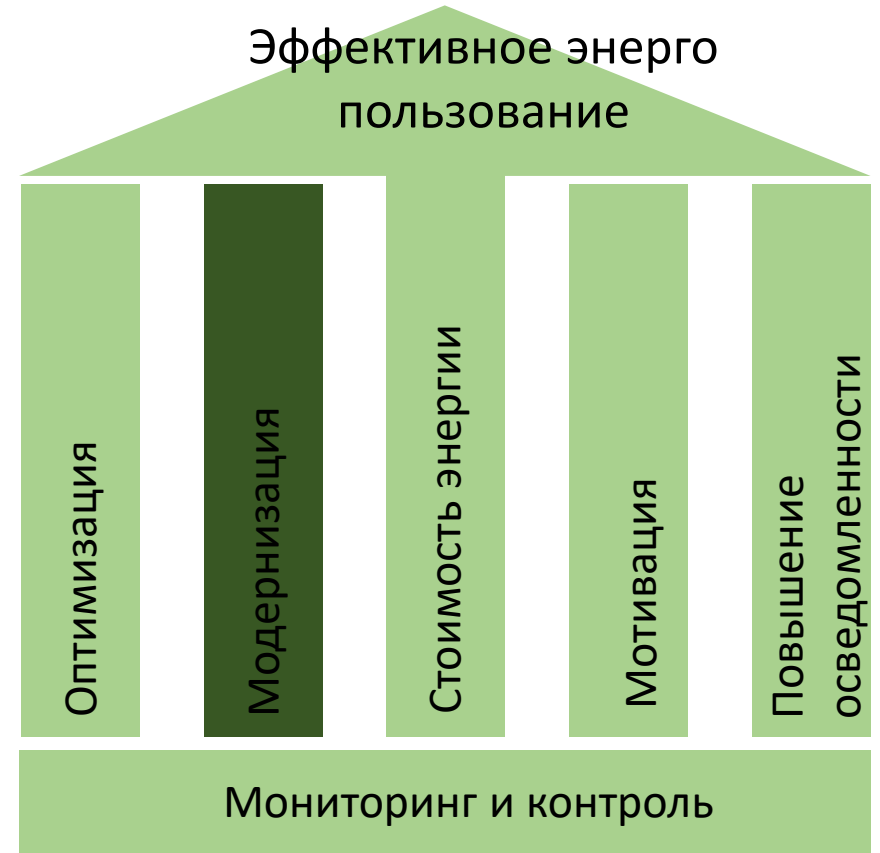 Эффективное энерго
пользование
Оптимизация
Модернизация
Стоимость энергии
Мотивация
Повышение
осведомленности
Мониторинг и контроль